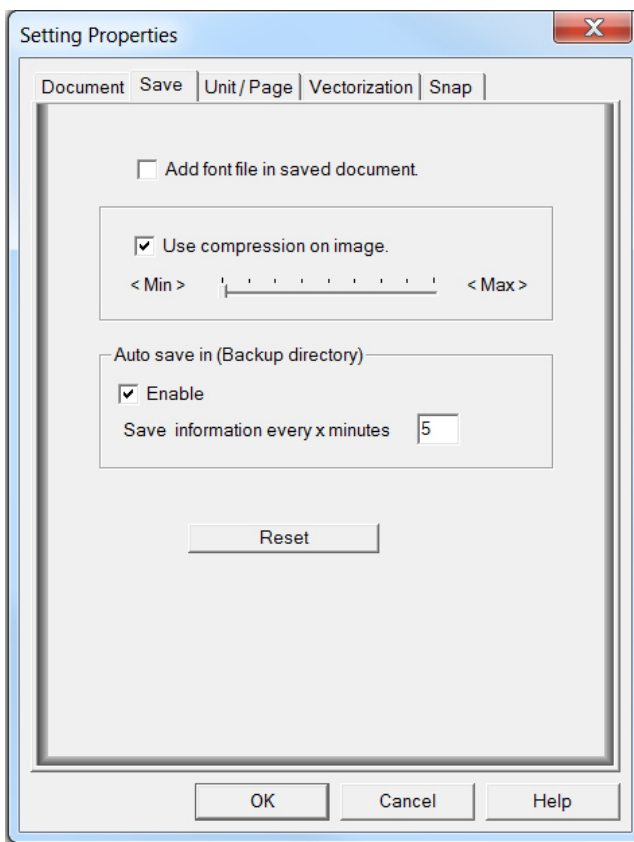 Setting Properties
Document Save Unit / Page Vectorization Snap
Add font file in saved document.
Use compression on image.
< Min > < Max >
Auto save in (Backup directory)
Enable
Save information every x minutes 5
Reset
OK Cancel Help